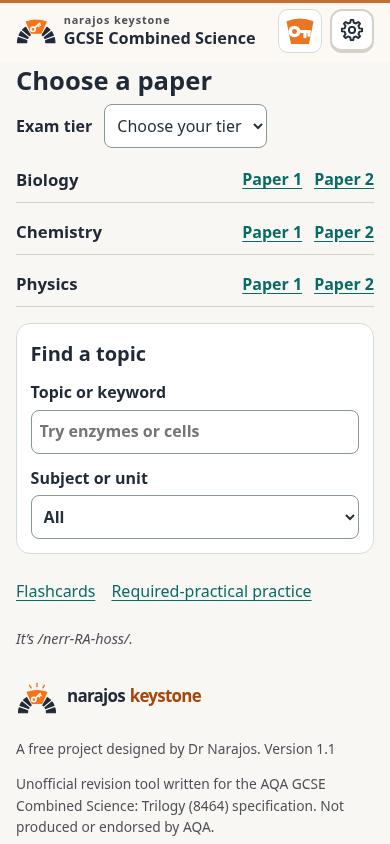 narajos keystone
GCSE Combined Science
Choose a paper
Exam tier Choose your tier
Biology Paper 1 Paper 2
Chemistry Paper 1 Paper 2
Physics Paper 1 Paper 2
Find a topic
Topic or keyword
Try enzymes or cells
Subject or unit
All
Flashcards Required-practical practice
It’s /nerr-RA-hoss/.
narajos keystone
A free project designed by Dr Narajos. Version 1.1
Unofficial revision tool written for the AQA GCSE
Combined Science: Trilogy (8464) specification. Not
produced or endorsed by AQA.